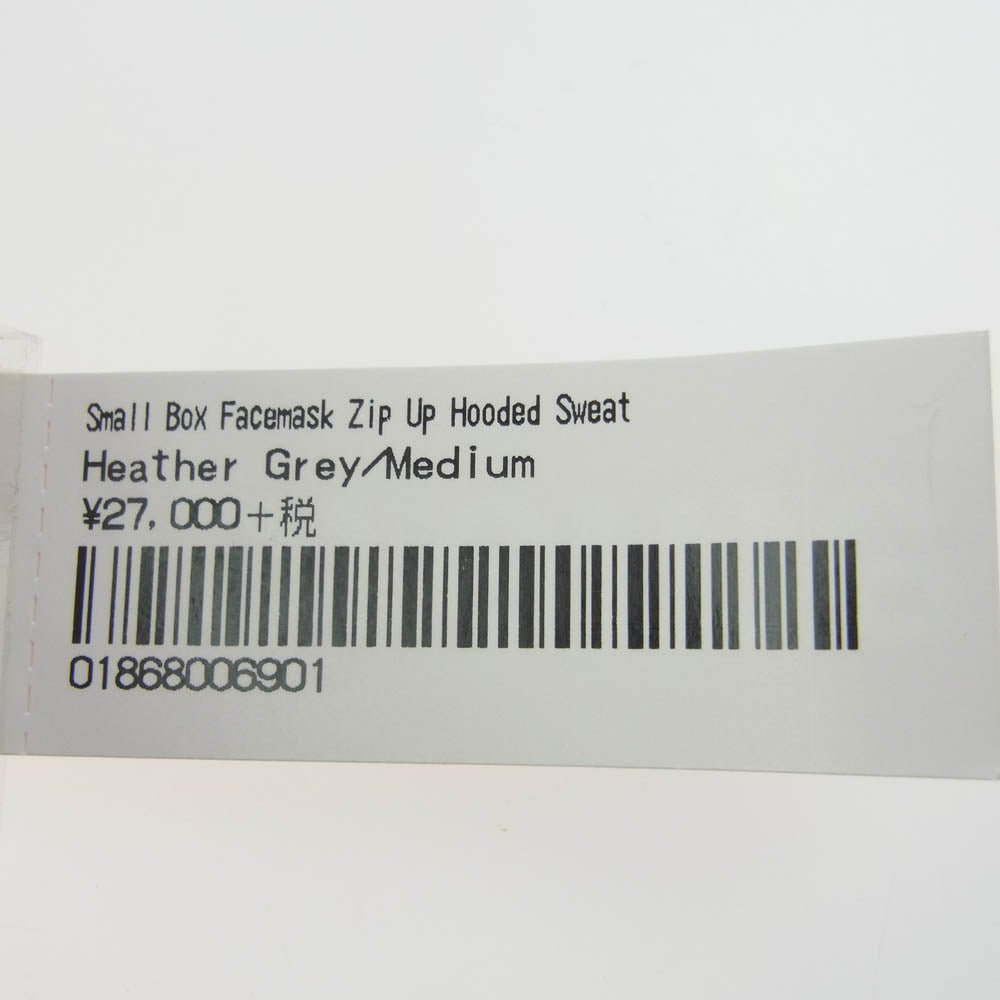 Small Box Facemask Zip Up Hooded Sweat
Heather Grey/Medium
¥27,000+税
01868006901